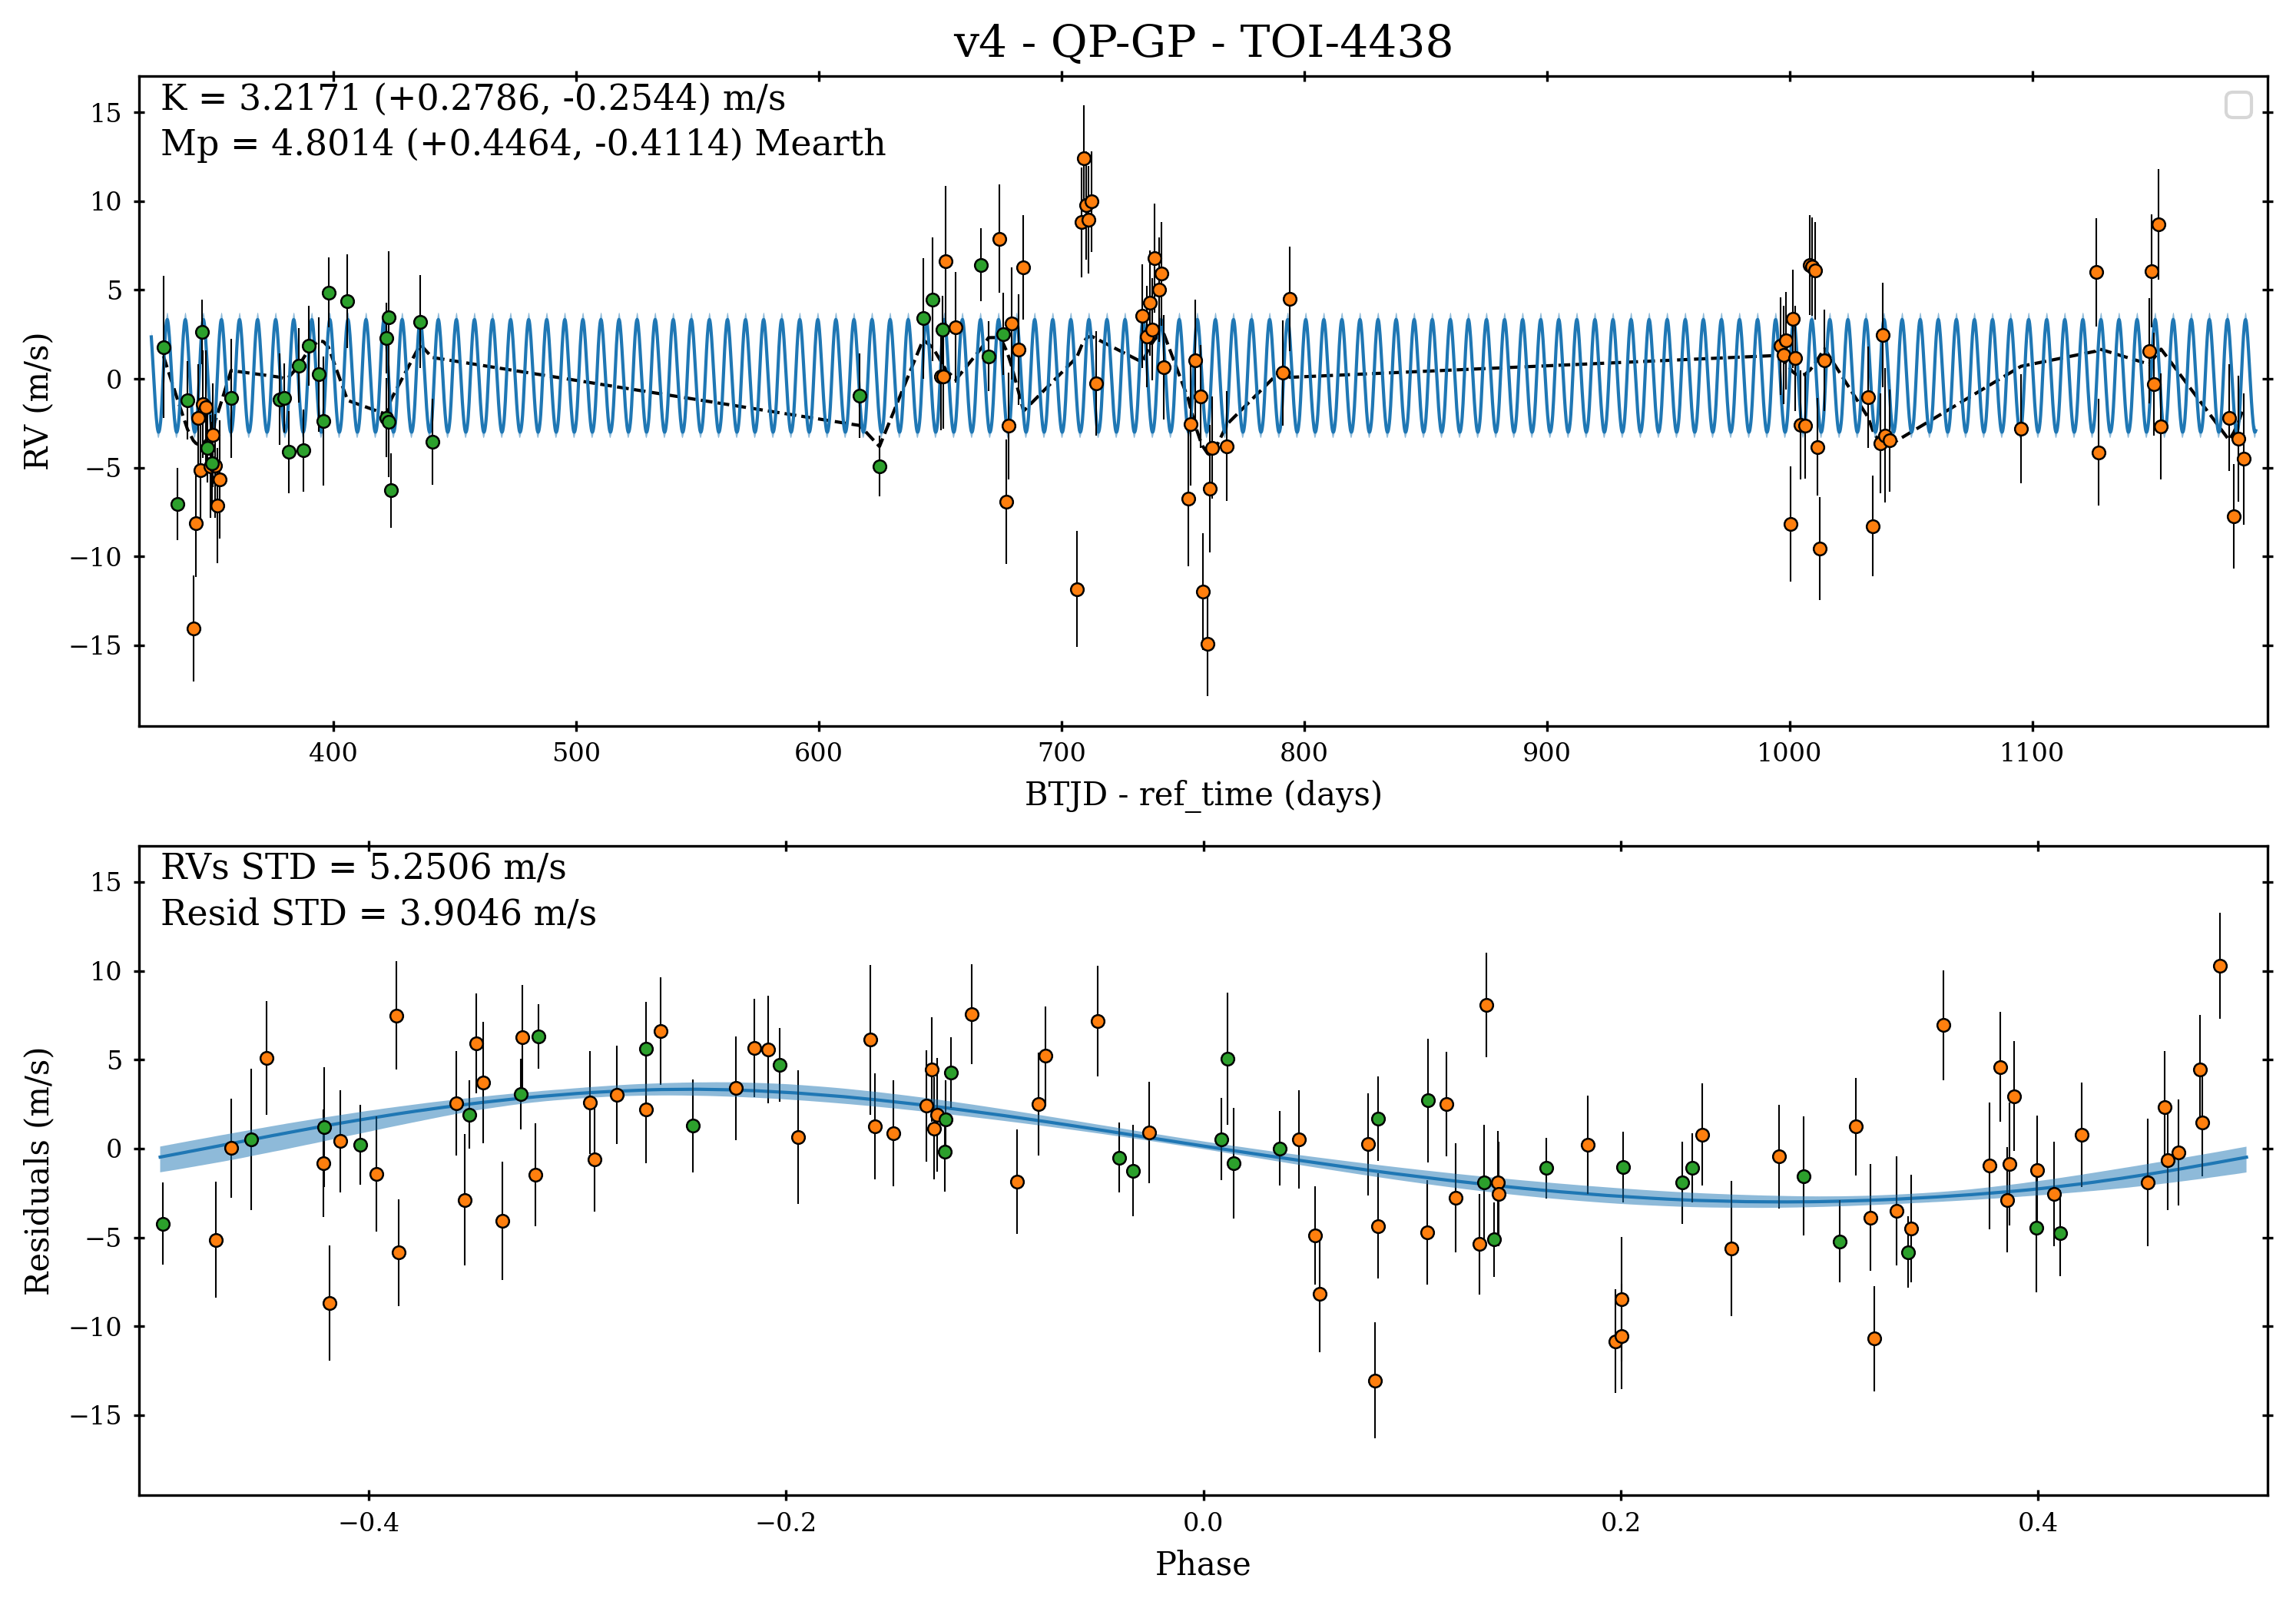 v4 - QP-GP - TOI-4438
K = 3.2171 (+0.2786, -0.2544) m/s
Mp = 4.8014 (+0.4464, -0.4114) Mearth
15
10
5
0
−5
−10
−15
RV (m/s)
400 500 600 700 800 900 1000 1100
BTJD - ref_time (days)
RVs STD = 5.2506 m/s
Resid STD = 3.9046 m/s
15
10
5
0
−5
−10
−15
Residuals (m/s)
−0.4 −0.2 0.0 0.2 0.4
Phase